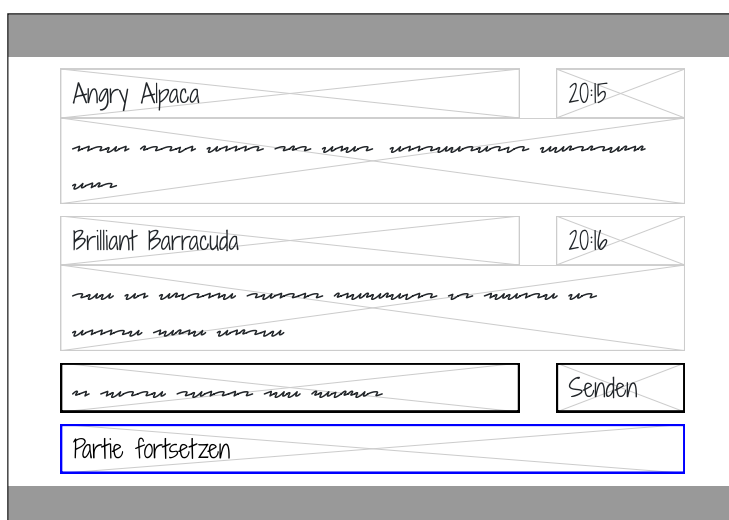 Angry Alpaca 20:15
Brilliant Barracuda 20:16
Senden
Partie fortsetzen